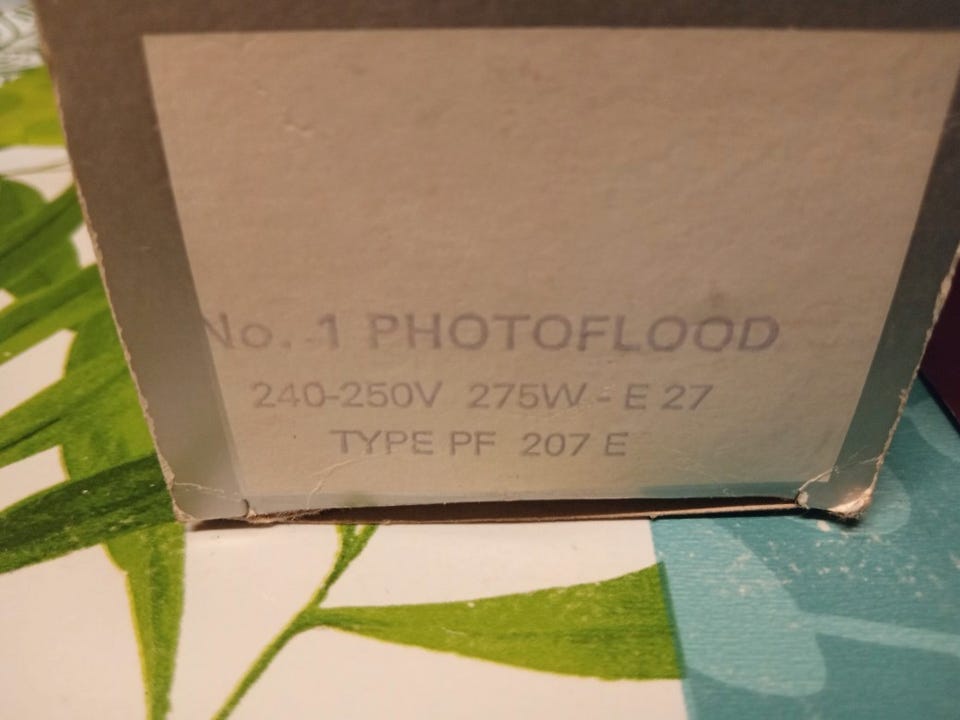 No. 1 PHOTOFLOOD
240-250V 275W - E 27
TYPE PF 207 E